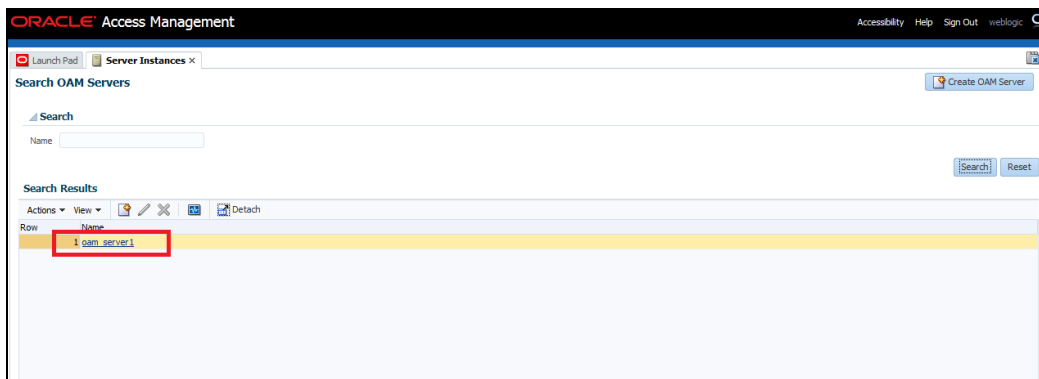 ORACLE Access Management Accessibility Help Sign Out weblogic
Launch Pad Server Instances ×
Search OAM Servers Create OAM Server
Search
Name
Search Reset
Search Results
Actions View Detach
Row Name
1 oam_server1